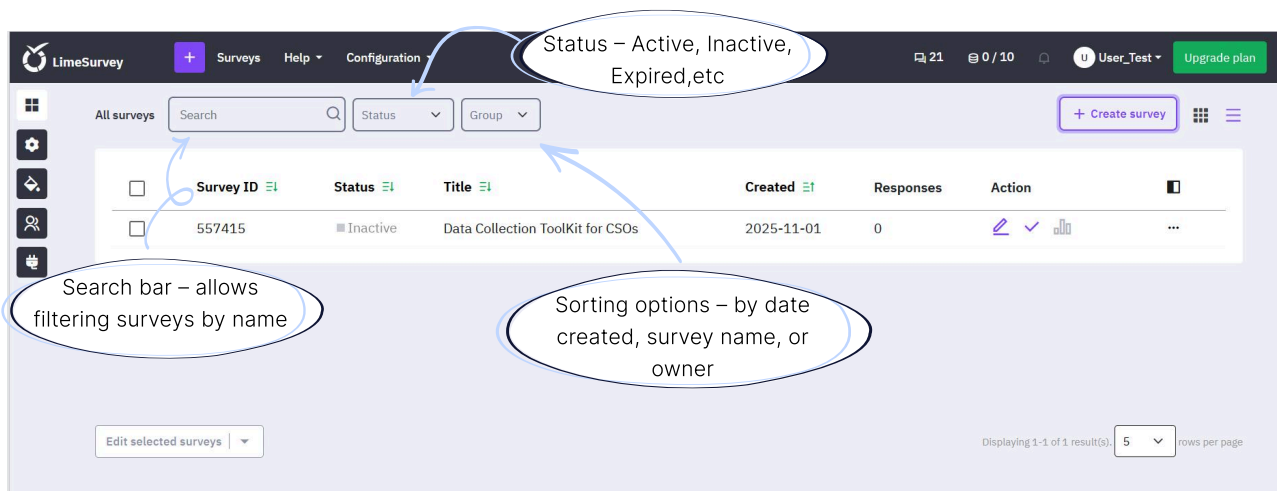 Status – Active, Inactive,
Expired,etc
LimeSurvey
+
Surveys
Help
Configuration
21
0 / 10
U
User_Test
Upgrade plan
All surveys
Search
Status
Group
+ Create survey
Survey ID
Status
Title
Created
Responses
Action
557415
Inactive
Data Collection ToolKit for CSOs
2025-11-01
0
...
Search bar – allows
filtering surveys by name
Sorting options – by date
created, survey name, or
owner
Edit selected surveys
Displaying 1-1 of 1 result(s).
5
rows per page